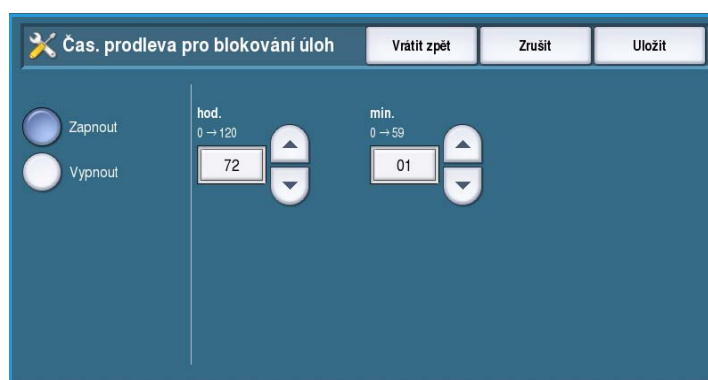 Čas. prodleva pro blokování úloh
Vrátit zpět
Zrušit
Uložit
Zapnout
Vypnout
hod.
0→120
72
min.
0→59
01